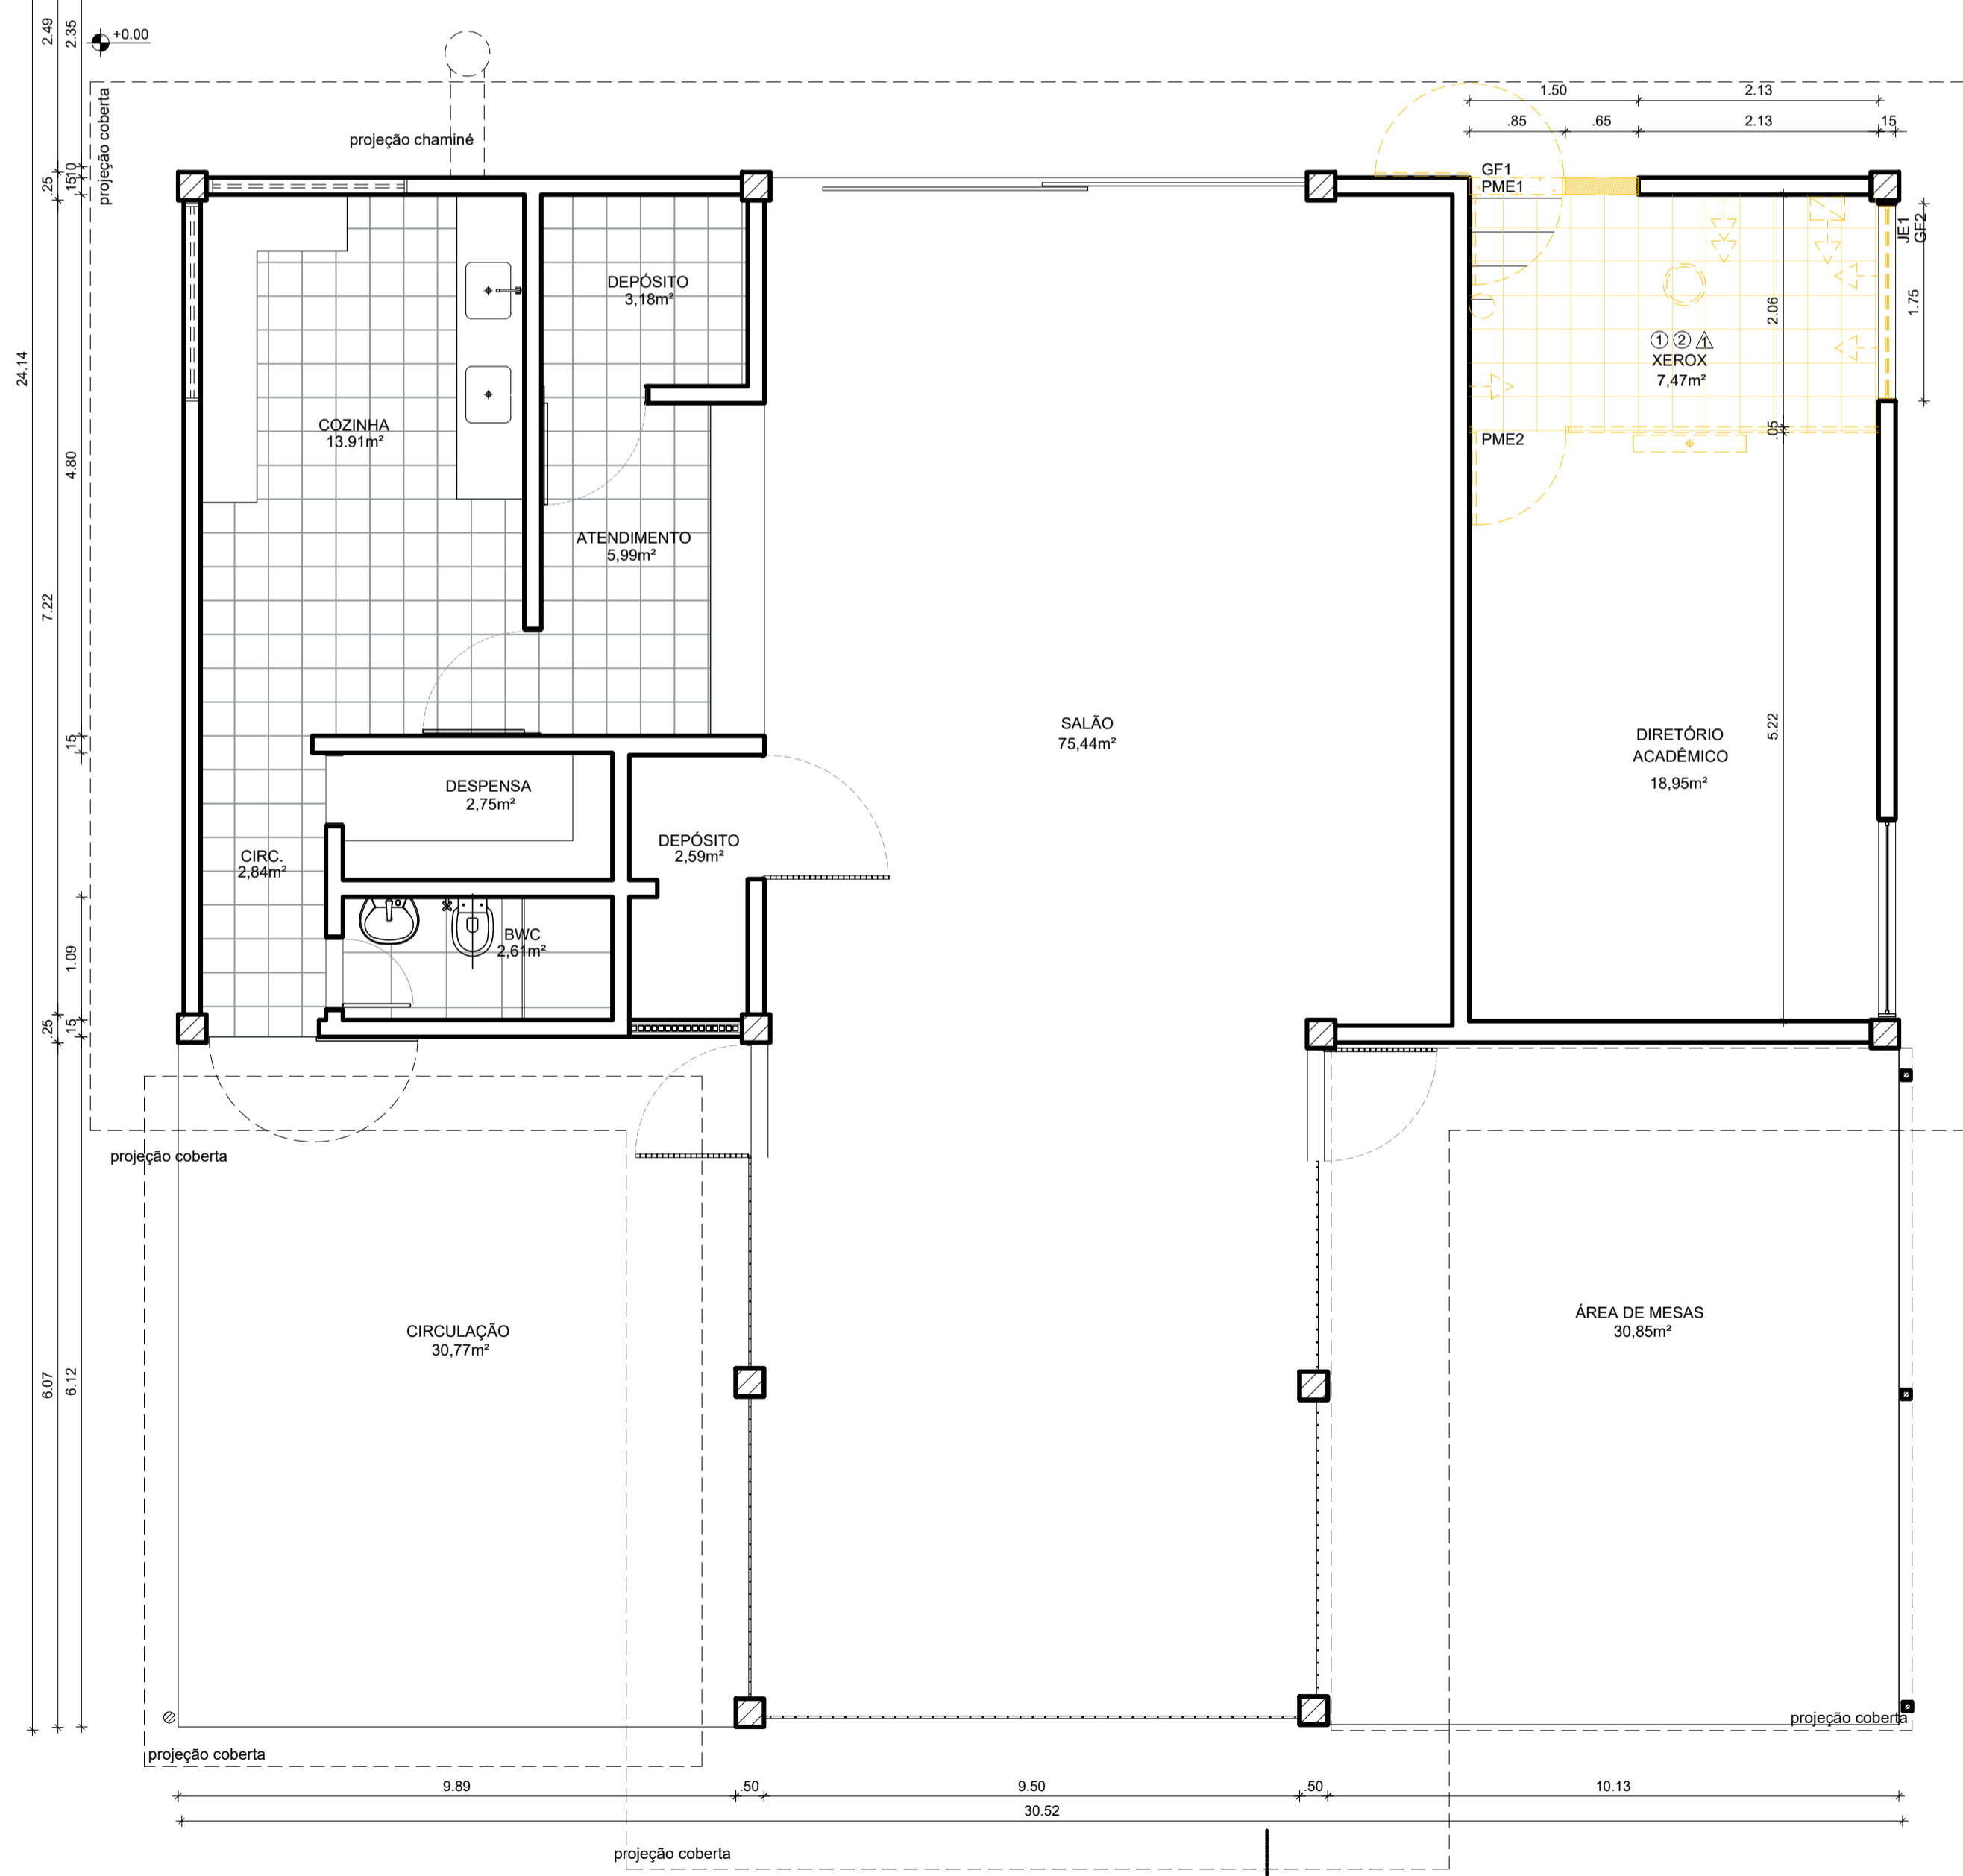 2.49
2.35
+0.00
projeção coberta
projeção chaminé
1.50
2.13
.85
.65
2.13
.15
.25
15
10
GF1
PME1
JE1
GF2
1.75
DEPÓSITO
3,18m²
2.06
1 2 1
XEROX
7,47m²
24.14
COZINHA
13.91m²
.05
PME2
4.80
ATENDIMENTO
5,99m²
7.22
SALÃO
75,44m²
5.22
DIRETÓRIO
ACADÊMICO
18,95m²
15
DESPENSA
2,75m²
DEPÓSITO
2,59m²
CIRC.
2,84m²
BWC
2,61m²
1.09
.25
15
projeção coberta
CIRCULAÇÃO
30,77m²
ÁREA DE MESAS
30,85m²
6.07
6.12
projeção coberta
projeção coberta
9.89
.50
9.50
.50
10.13
30.52
projeção coberta